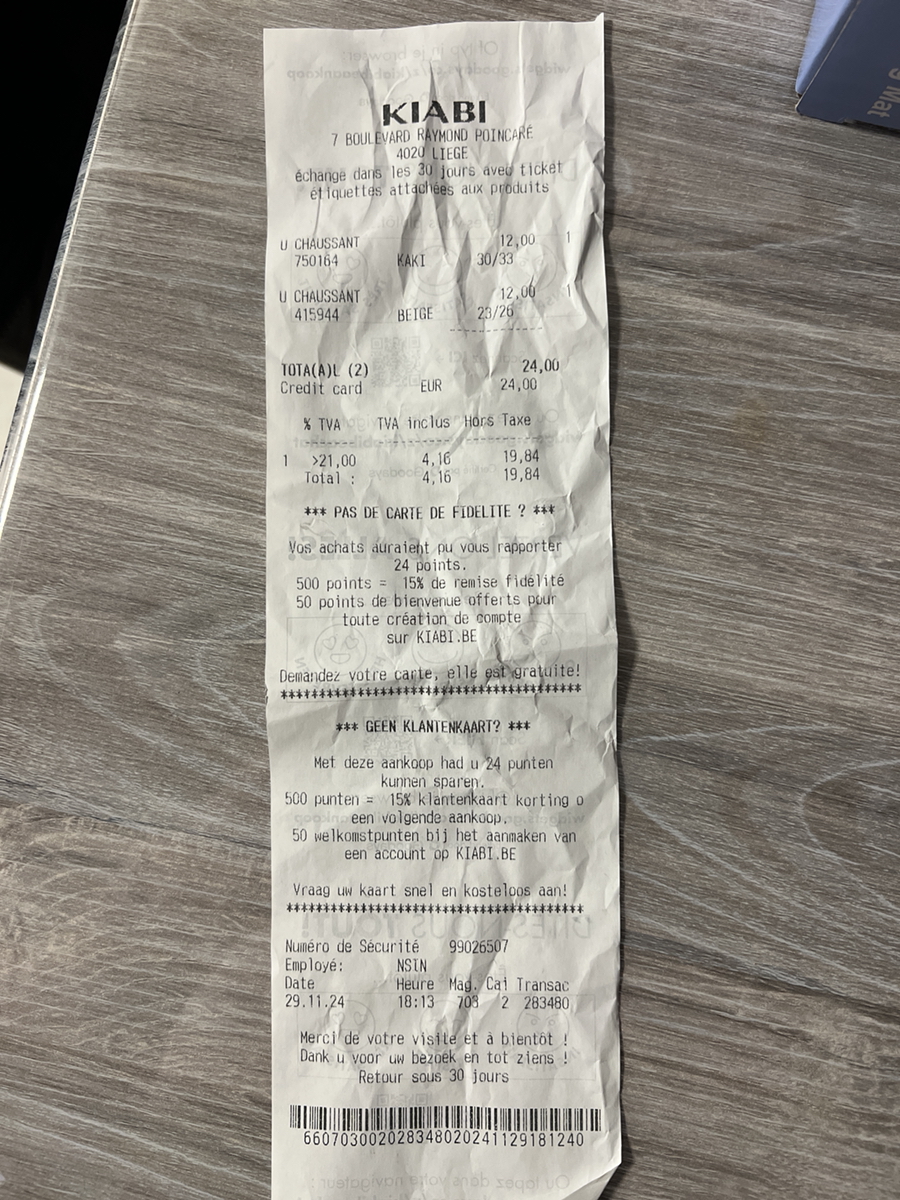 KIABI
7 BOULEVARD RAYMOND POINCARÉ
4020 LIEGE
échange dans les 30 jours avec ticket
étiquettes attachées aux produits
U CHAUSSANT 12,00 1
750164 KAKI 30/33
U CHAUSSANT 12,00 1
415944 BEIGE 23/26
--------------
TOTA(A)L (2) 24,00
Credit card EUR 24,00
% TVA TVA inclus Hors Taxe
1 >21,00 4,16 19,84
Total : 4,16 19,84
*** PAS DE CARTE DE FIDELITE ? ***
Vos achats auraient pu vous rapporter
24 points.
500 points = 15% de remise fidélité
50 points de bienvenue offerts pour
toute création de compte
sur KIABI.BE
Demandez votre carte, elle est gratuite!
***************************************
*** GEEN KLANTENKAART? ***
Met deze aankoop had u 24 punten
kunnen sparen.
500 punten = 15% klantenkaart korting o
een volgende aankoop.
50 welkomstpunten bij het aanmaken van
een account op KIABI.BE
Vraag uw kaart snel en kosteloos aan!
***************************************
Numéro de Sécurité 99026507
Employé: NSIN
Date Heure Mag. Cai Transac
29.11.24 18:13 703 2 283480
Merci de votre visite et à bientôt !
Dank u voor uw bezoek en tot ziens !
Retour sous 30 jours
66070300202834802024112918​1240